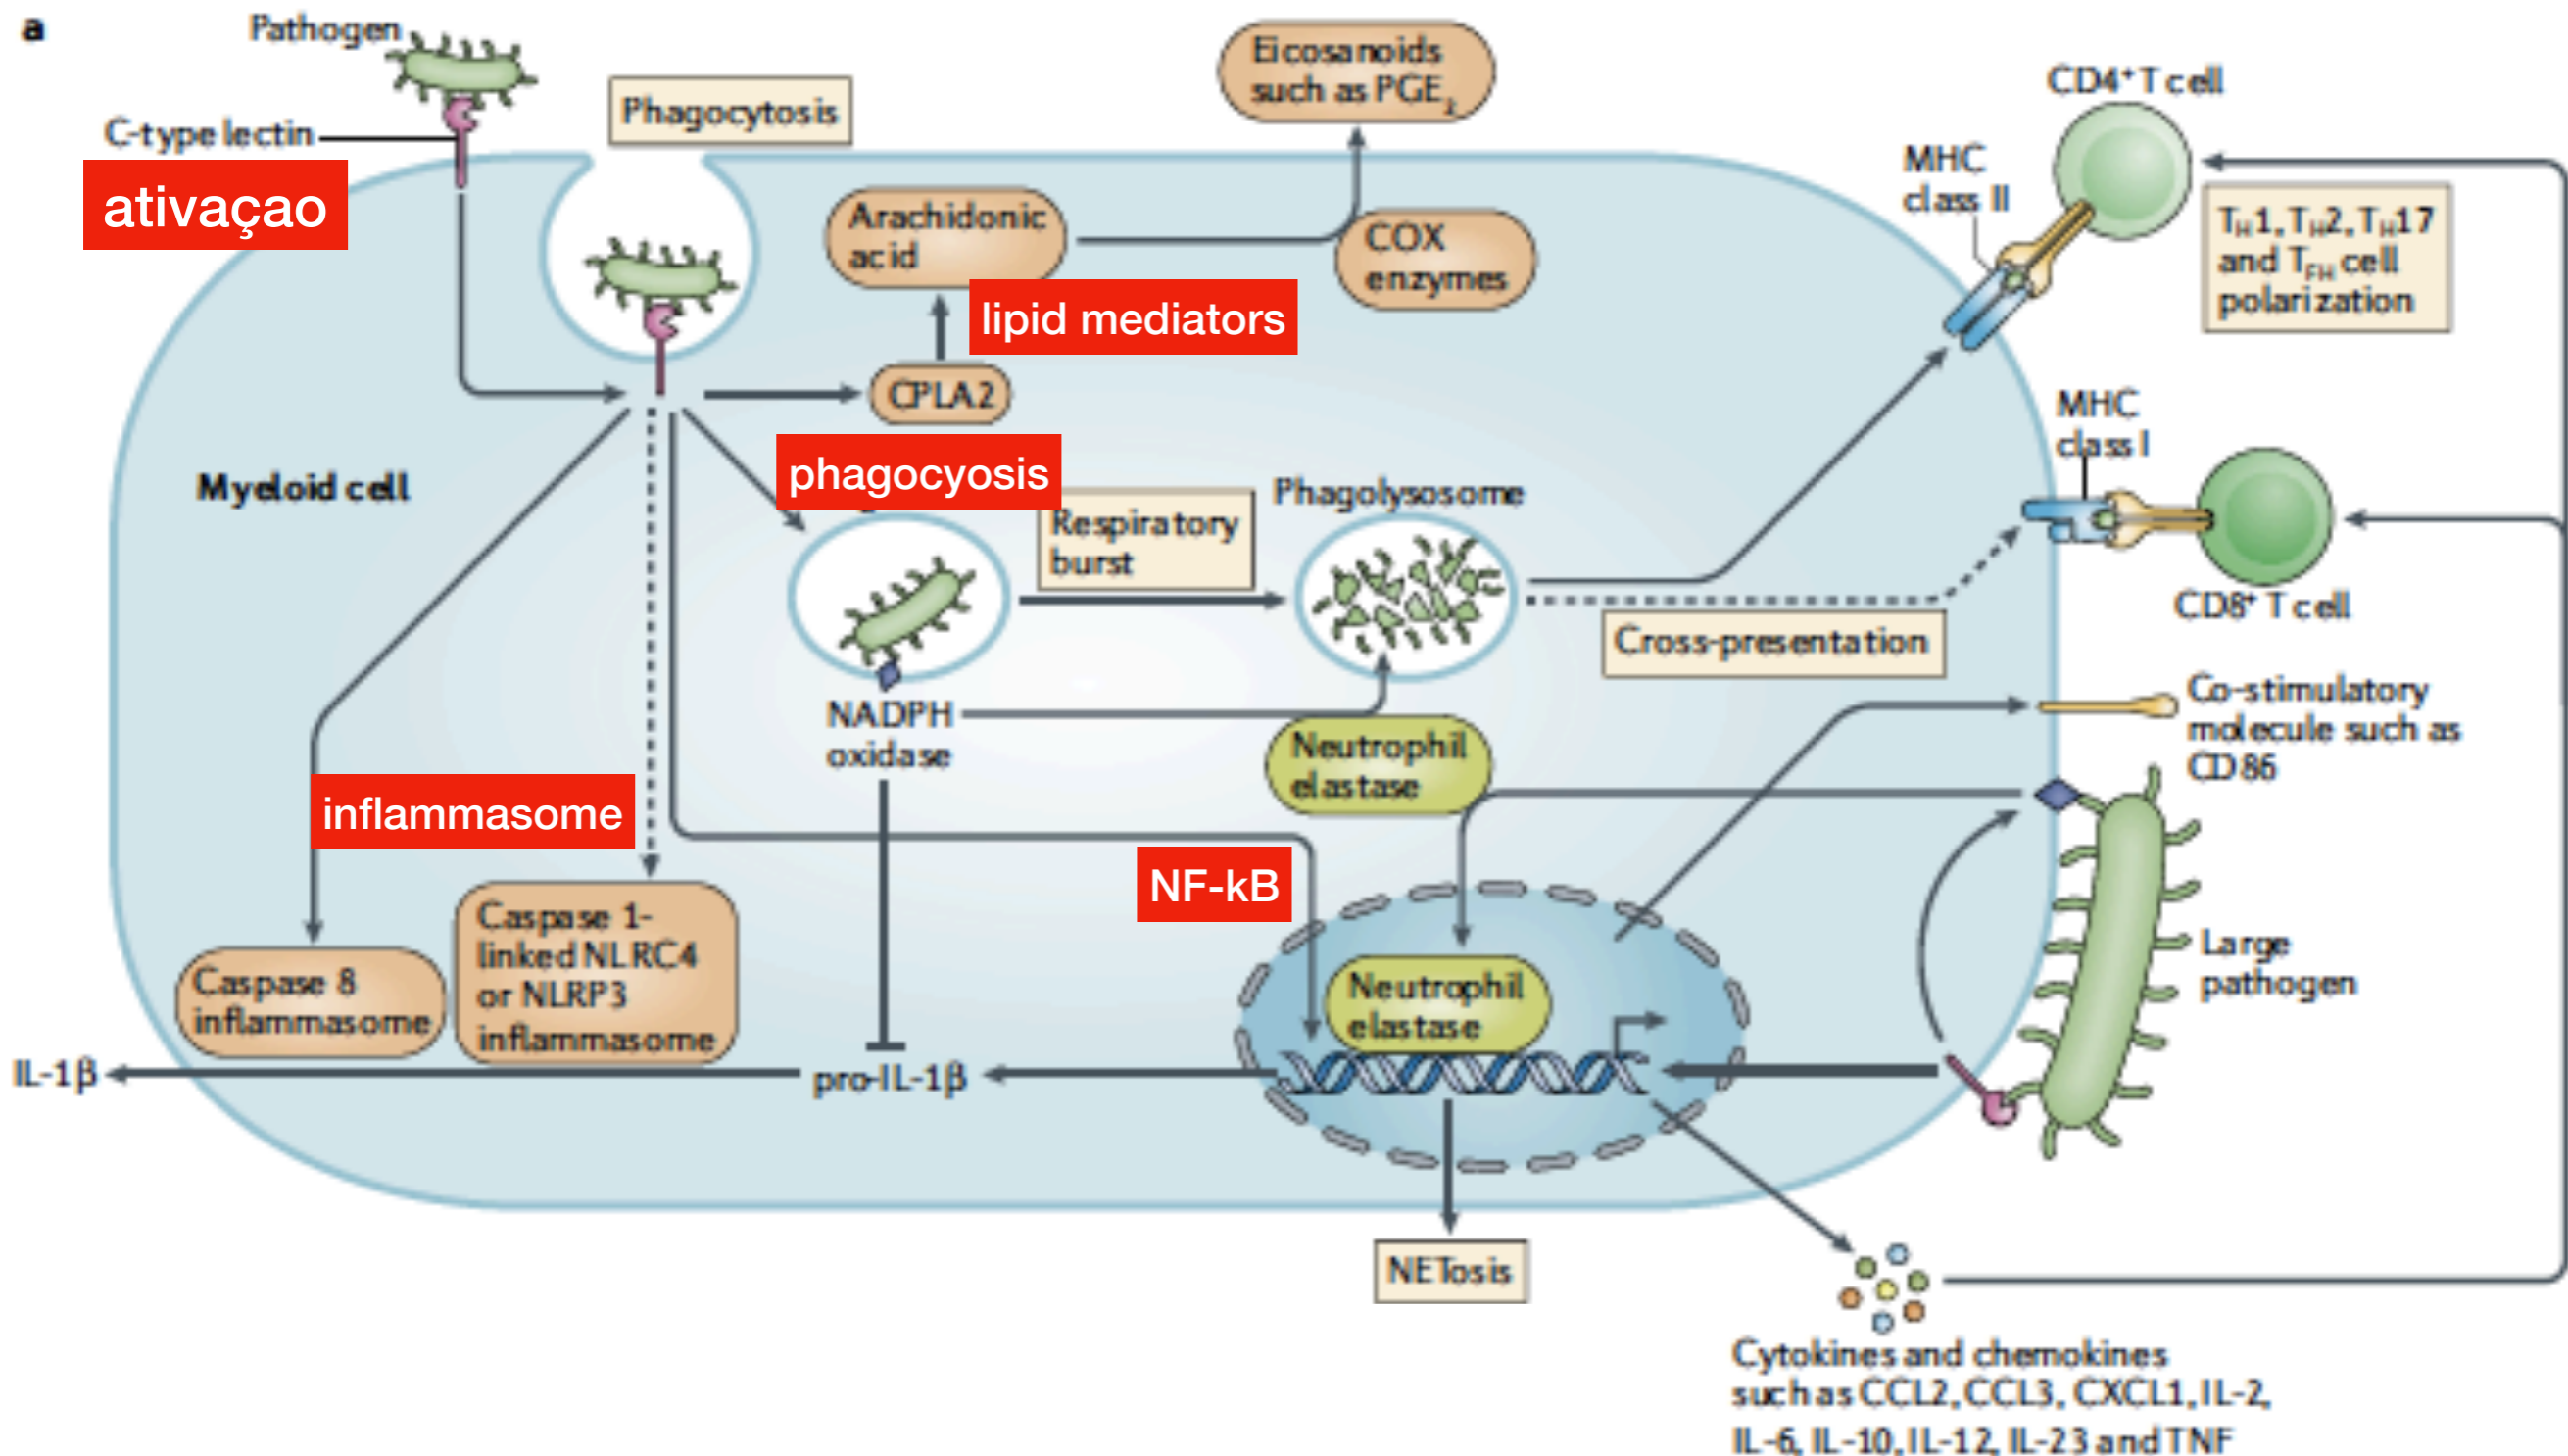 a
Pathogen
C-type lectin
ativaçao
Phagocytosis
Eicosanoids
such as PGE₂
Arachidonic
acid
COX
enzymes
lipid mediators
CPLA2
CD4⁺ T cell
MHC
class II
TH1, TH2, TH17
and TFH cell
polarization
MHC
class I
CD8⁺ T cell
Myeloid cell
phagocyosis
Respiratory
burst
Phagolysosome
Cross-presentation
NADPH
oxidase
Neutrophil
elastase
Co-stimulatory
molecule such as
CD86
inflammasome
NF-kB
Caspase 8
inflammasome
Caspase 1-
linked NLRC4
or NLRP3
inflammasome
Neutrophil
elastase
Large
pathogen
IL-1β
pro-IL-1β
NETosis
Cytokines and chemokines
such as CCL2, CCL3, CXCL1, IL-2,
IL-6, IL-10, IL-12, IL-23 and TNF